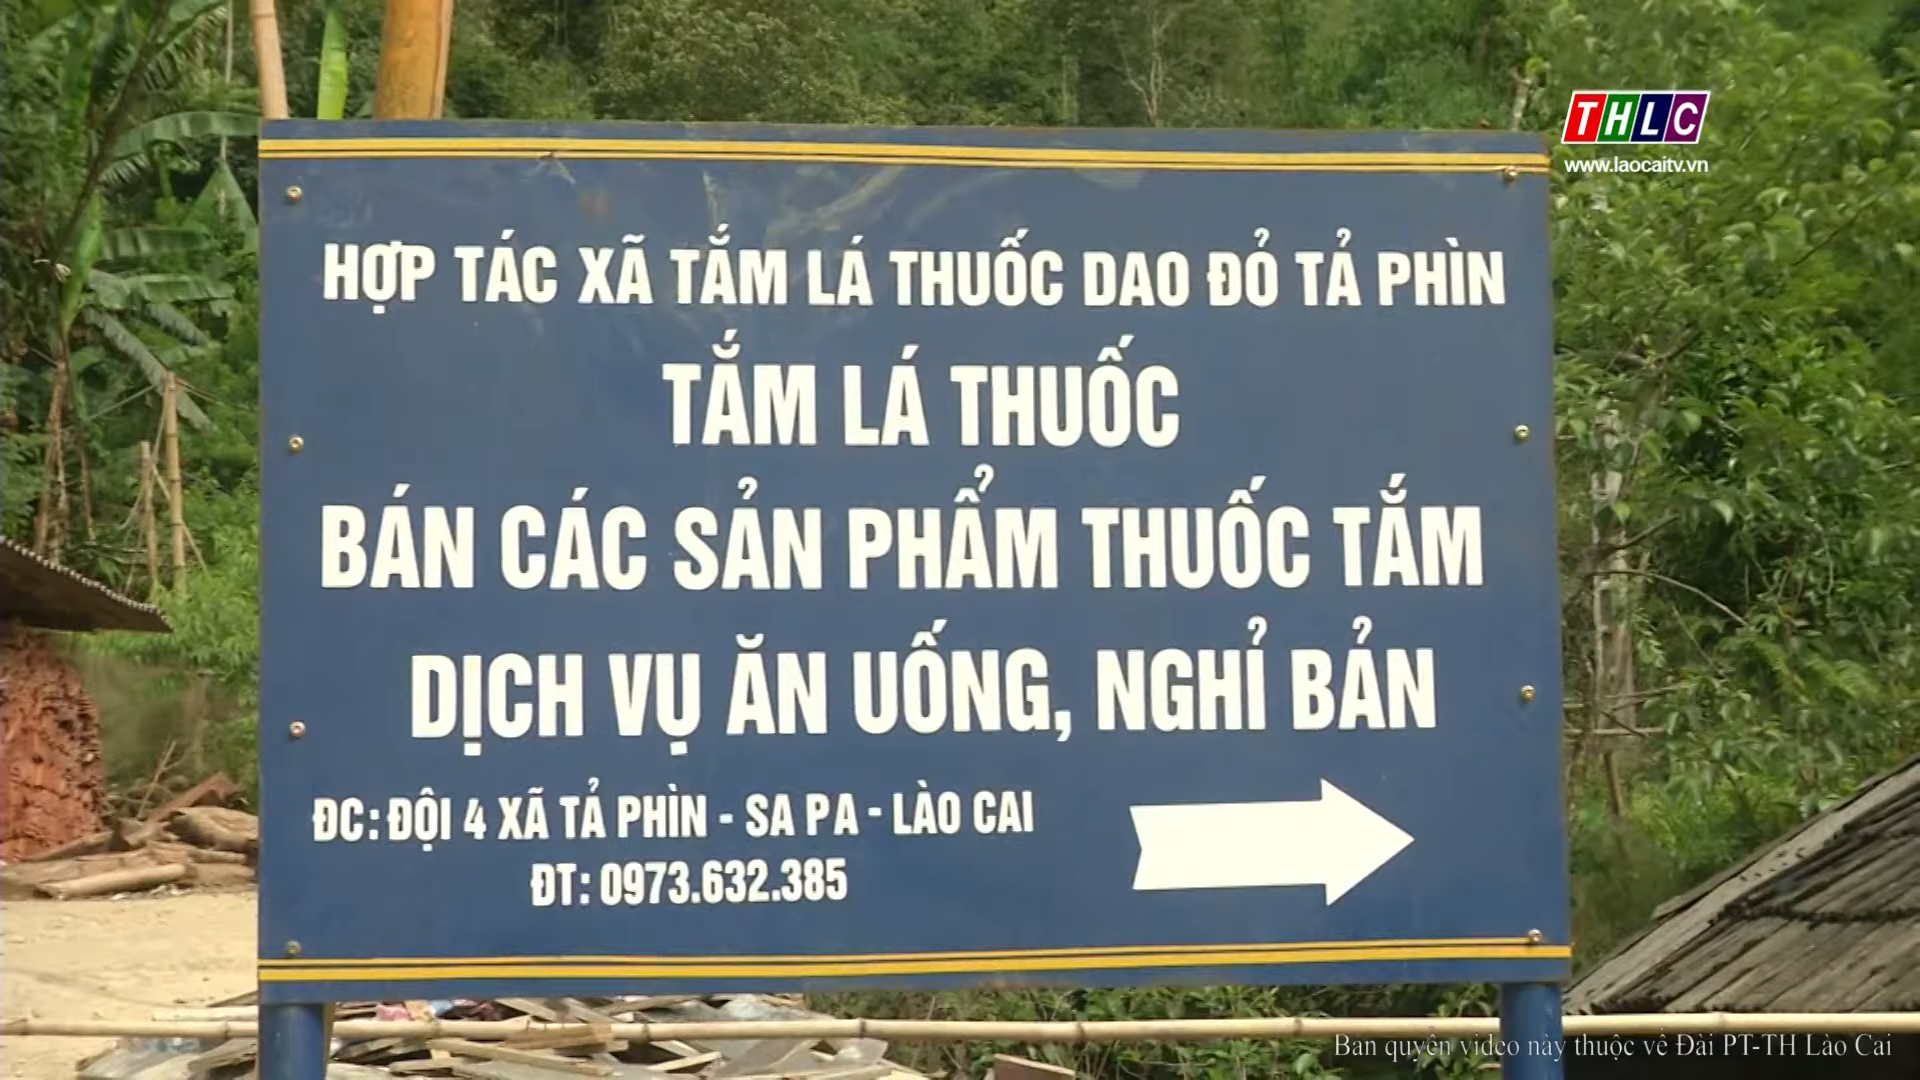 THLC
www.laocaitv.vn
HỢP TÁC XÃ TẮM LÁ THUỐC DAO ĐỎ TẢ PHÌN
TẮM LÁ THUỐC
BÁN CÁC SẢN PHẨM THUỐC TẮM
DỊCH VỤ ĂN UỐNG, NGHỈ BẢN
ĐC: ĐỘI 4 XÃ TẢ PHÌN - SA PA - LÀO CAI
ĐT: 0973.632.385
Bản quyền video này thuộc về Đài PT-TH Lào Cai